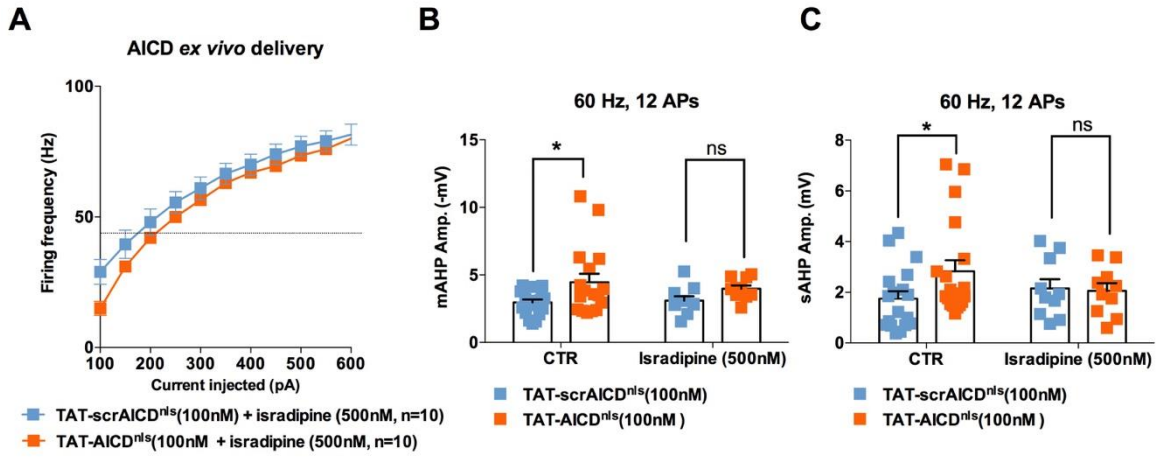 A
AICD ex vivo delivery
Firing frequency (Hz)
100
50
0
100 200 300 400 500 600
Current injected (pA)
TAT-scrAICDnls(100nM) + isradipine (500nM, n=10)
TAT-AICDnls(100nM + isradipine (500nM, n=10)
B
60 Hz, 12 APs
mAHP Amp. (-mV)
15
10
5
0
*
ns
CTR Isradipine (500nM)
TAT-scrAICDnls(100nM)
TAT-AICDnls(100nM )
C
60 Hz, 12 APs
sAHP Amp. (mV)
8
6
4
2
0
*
ns
CTR Isradipine (500nM)
TAT-scrAICDnls(100nM)
TAT-AICDnls(100nM )